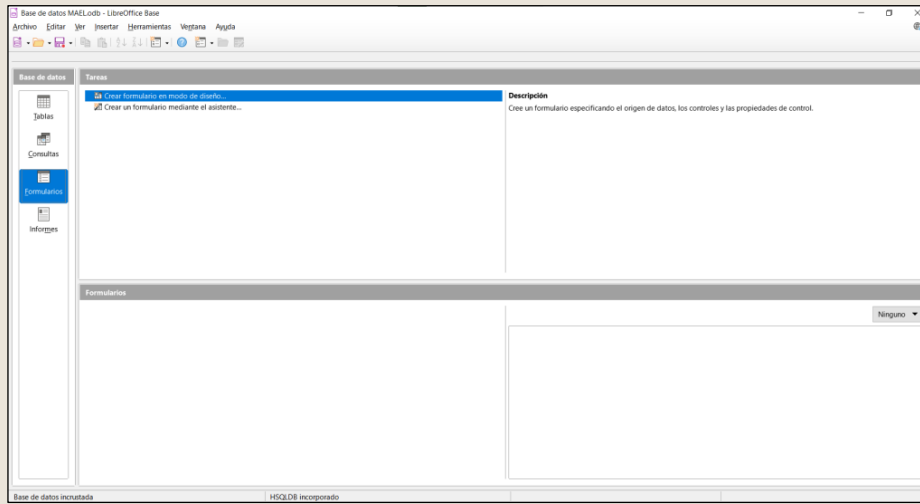 Base de datos MAEL.odb - LibreOffice Base
Archivo Editar Ver Insertar Herramientas Ventana Ayuda
Base de datos
Tareas
Tablas
Consultas
Formularios
Informes
Crear formulario en modo de diseño...
Crear un formulario mediante el asistente...
Descripción
Cree un formulario especificando el origen de datos, los controles y las propiedades de control.
Formularios
Ninguno
Base de datos incrustada
HSQLDB incorporado